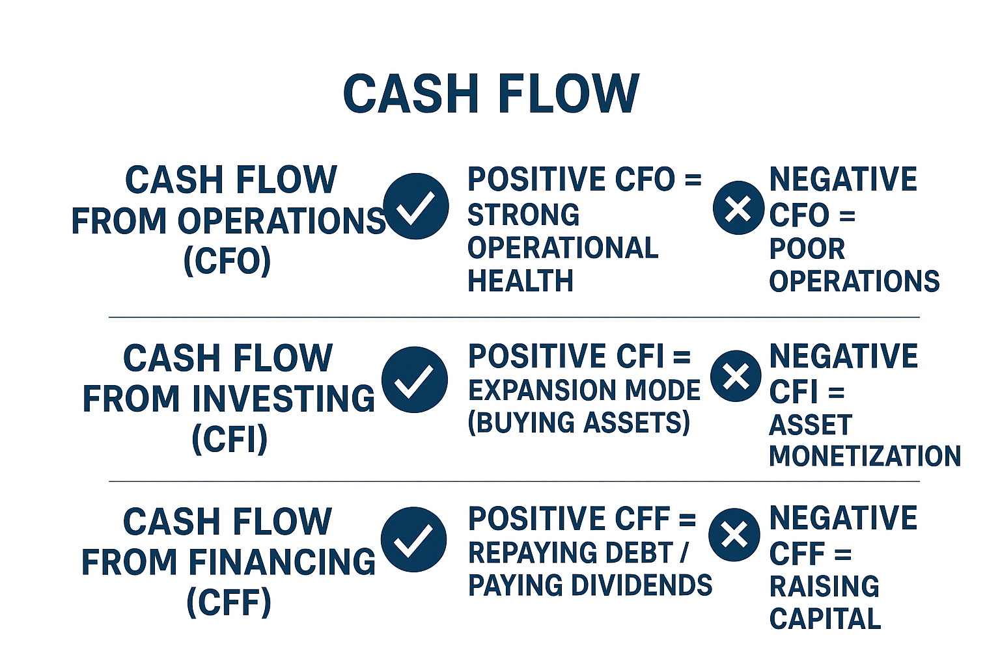 CASH FLOW
CASH FLOW
FROM OPERATIONS
(CFO)
POSITIVE CFO =
STRONG
OPERATIONAL
HEALTH
NEGATIVE
CFO =
POOR
OPERATIONS
CASH FLOW
FROM INVESTING
(CFI)
POSITIVE CFI =
EXPANSION MODE
(BUYING ASSETS)
NEGATIVE
CFI =
ASSET
MONETIZATION
CASH FLOW
FROM FINANCING
(CFF)
POSITIVE CFF =
REPAYING DEBT /
PAYING DIVIDENDS
NEGATIVE
CFF =
RAISING
CAPITAL